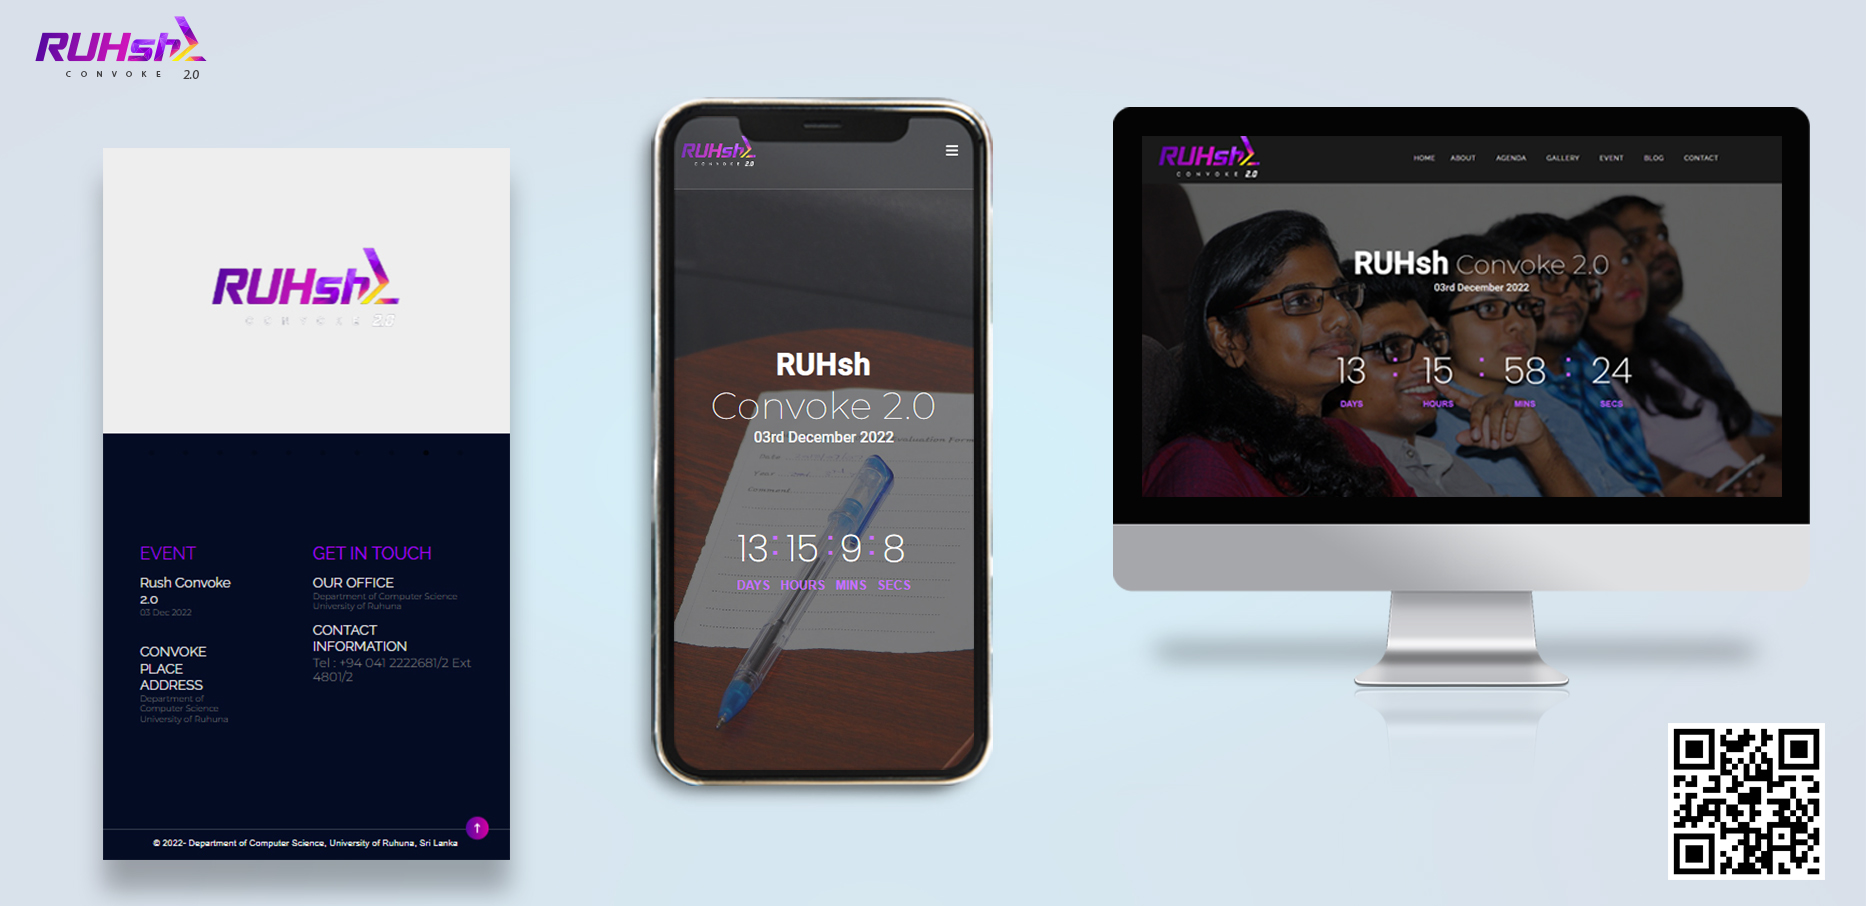 RUHsh
CONVOKE 2.0
RUHsh
CONVOKE 2.0
EVENT
Rush Convoke
2.0
03 Dec 2022
CONVOKE
PLACE
ADDRESS
Department of
Computer Science
University of Ruhuna
GET IN TOUCH
OUR OFFICE
Department of Computer Science
University of Ruhuna
CONTACT
INFORMATION
Tel : +94 041 2222681/2 Ext
4801/2
© 2022- Department of Computer Science, University of Ruhuna, Sri Lanka
RUHsh
CONVOKE 2.0
RUHsh
Convoke 2.0
03rd December 2022
Evaluation Form
Date
Year
Comment
13 : 15 : 9 : 8
DAYS HOURS MINS SECS
RUHsh
CONVOKE 2.0
HOME ABOUT AGENDA GALLERY EVENT BLOG CONTACT
RUHsh Convoke 2.0
03rd December 2022
13 : 15 : 58 : 24
DAYS HOURS MINS SECS